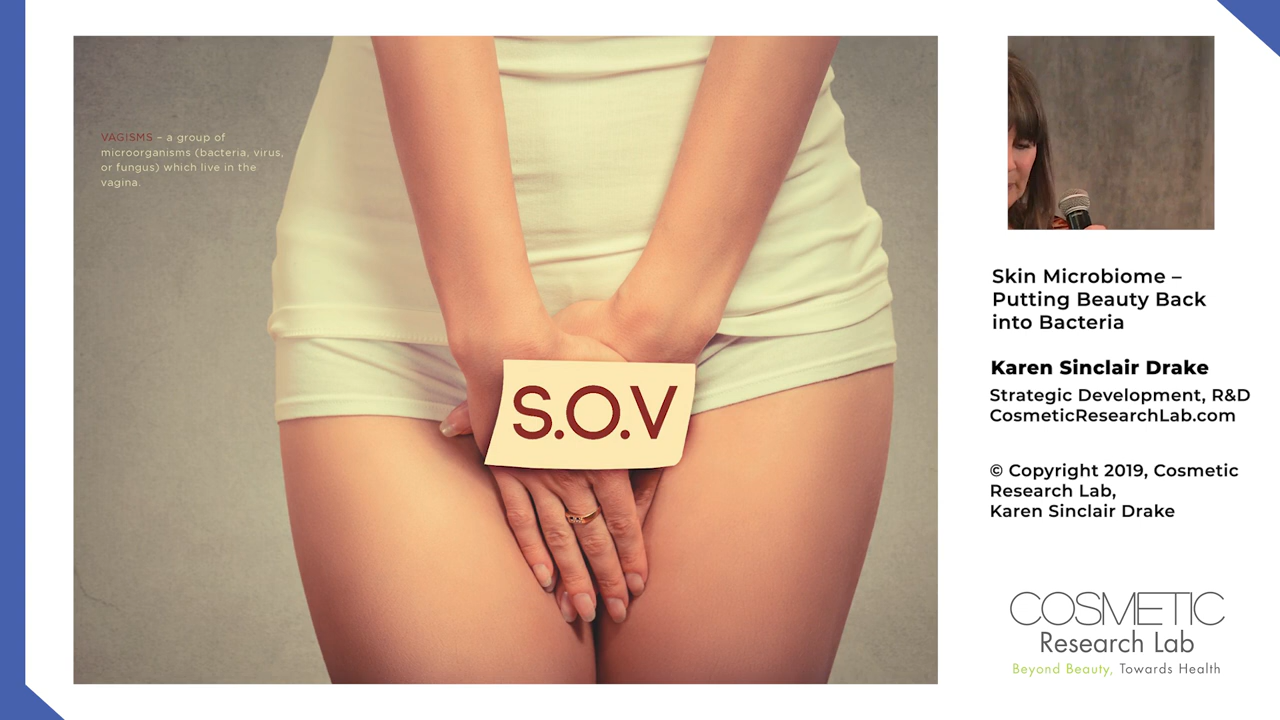 VAGISMS – a group of
microorganisms (bacteria, virus,
or fungus) which live in the
vagina.
S.O.V
Skin Microbiome –
Putting Beauty Back
into Bacteria
Karen Sinclair Drake
Strategic Development, R&D
CosmeticResearchLab.com
© Copyright 2019, Cosmetic
Research Lab,
Karen Sinclair Drake
COSMETIC
Research Lab
Beyond Beauty, Towards Health